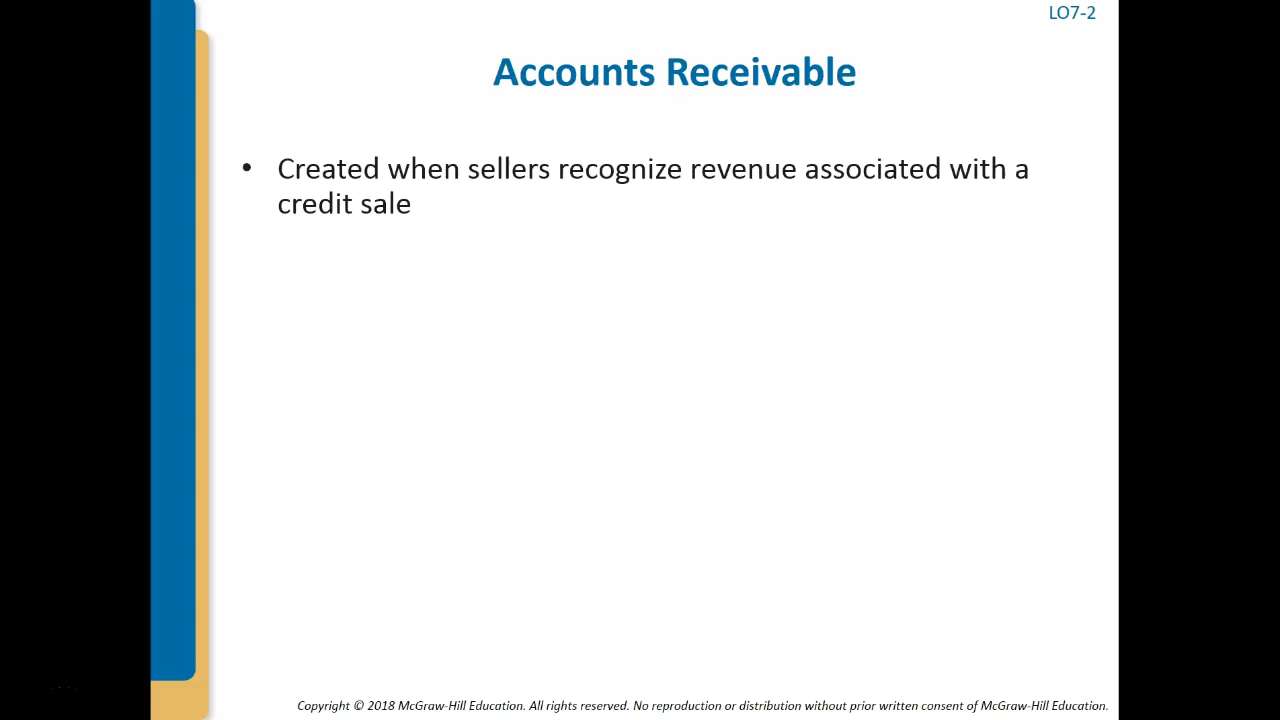 LO7-2
Accounts Receivable
• Created when sellers recognize revenue associated with a
credit sale
Copyright © 2018 McGraw-Hill Education. All rights reserved. No reproduction or distribution without prior written consent of McGraw-Hill Education.